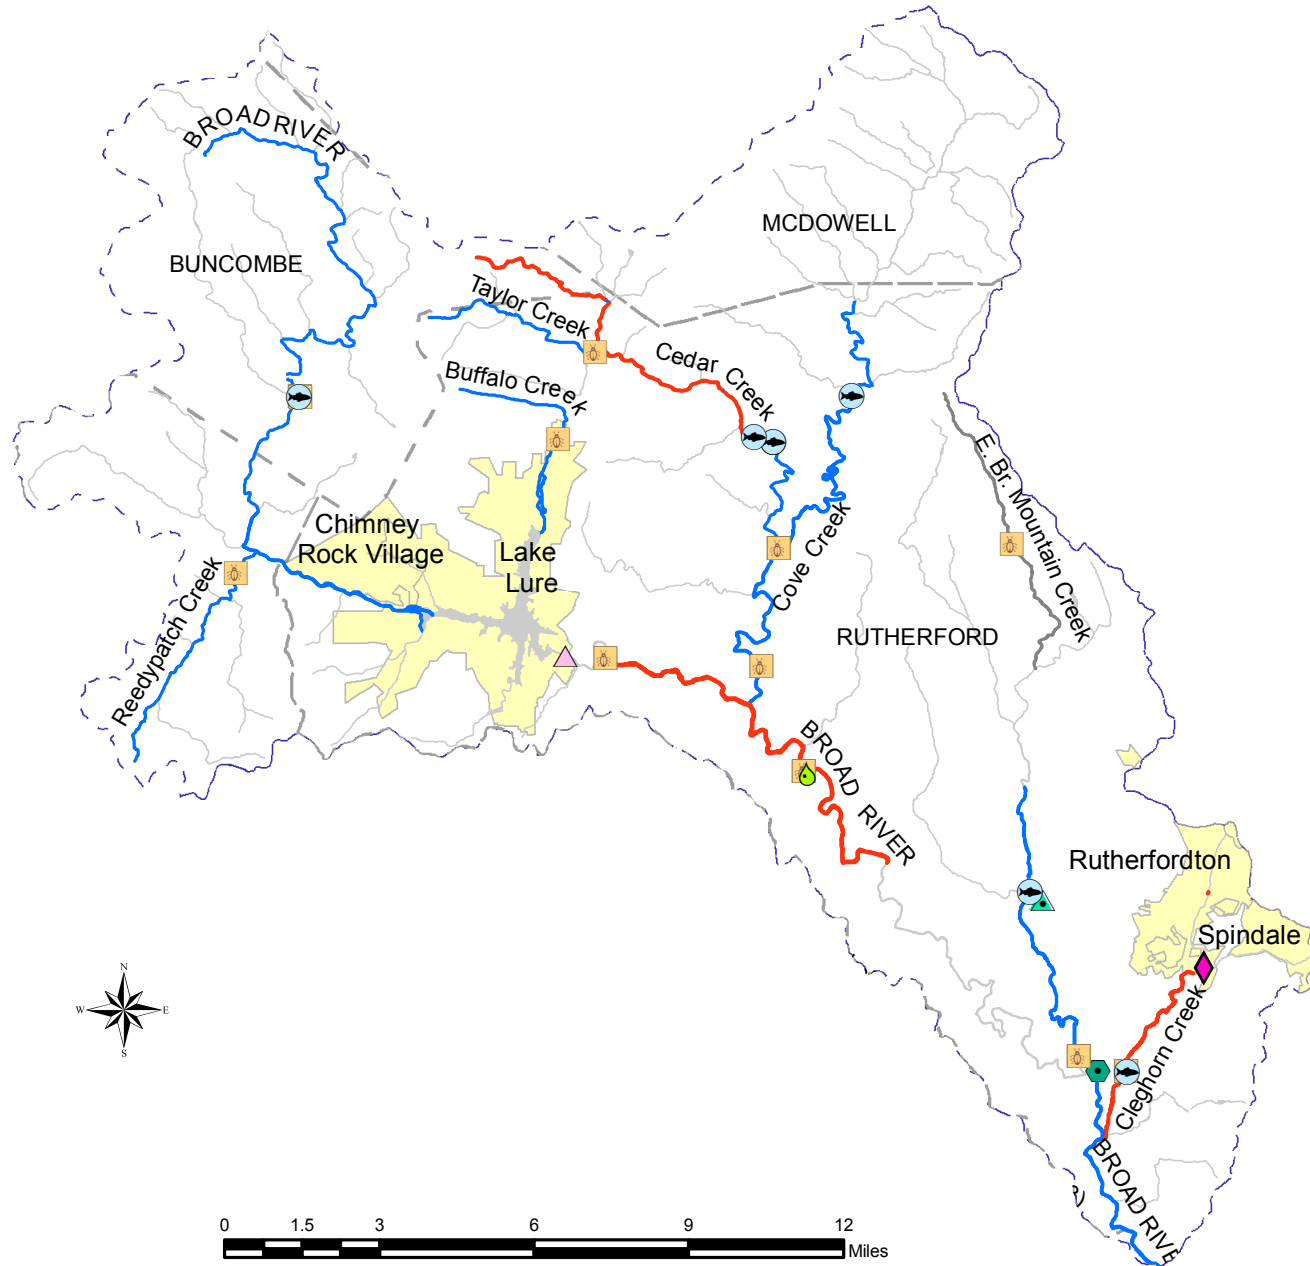 BROAD RIVER
MCDOWELL
BUNCOMBE
Taylor Creek
Cedar Creek
Buffalo Creek
E. Br. Mountain Creek
Chimney
Rock Village
Lake
Lure
Cove Creek
Reedypatch Creek
RUTHERFORD
BROAD RIVER
Rutherfordton
Spindale
N
W
E
S
Cleghorn Creek
BROAD RIVE
0 1.5 3 6 9 12
Miles